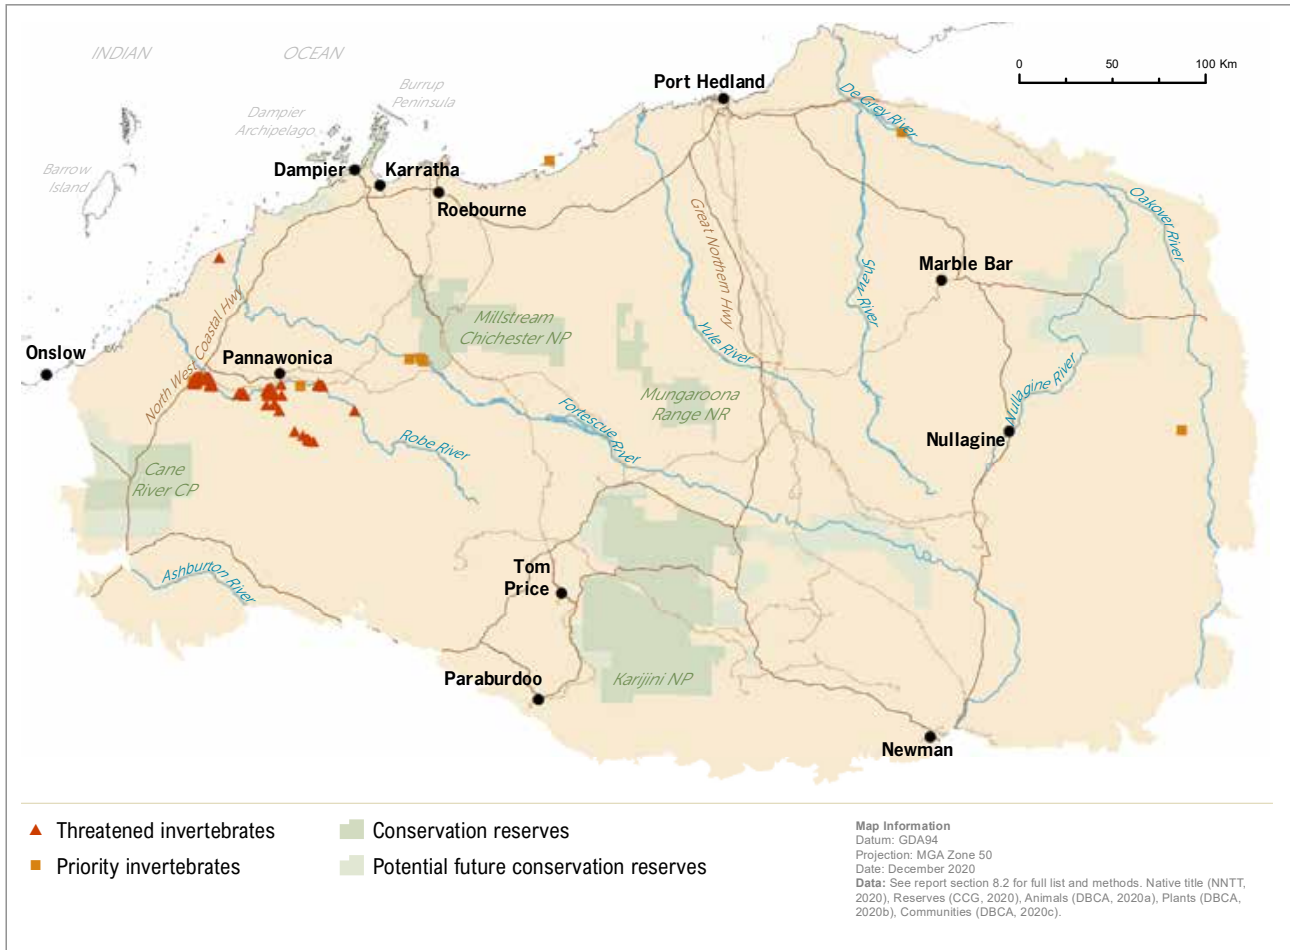 INDIAN OCEAN
0 50 100 Km
Port Hedland
Burrup
Peninsula
De Grey River
Dampier
Archipelago
Barrow
Island
Dampier
Karratha
Roebourne
Oakover River
Great Northern Hwy
Shaw River
Marble Bar
North West Coastal Hwy
Millstream
Chichester NP
Yule River
Onslow
Pannawonica
Nullagine River
Mungaroona
Range NR
Fortescue River
Robe River
Nullagine
Cane
River CP
Ashburton River
Tom
Price
Paraburdoo
Karijini NP
Newman
Threatened invertebrates
Priority invertebrates
Conservation reserves
Potential future conservation reserves
Map Information
Datum: GDA94
Projection: MGA Zone 50
Date: December 2020
Data: See report section 8.2 for full list and methods. Native title (NNTT,
2020), Reserves (CCG, 2020), Animals (DBCA, 2020a), Plants (DBCA,
2020b), Communities (DBCA, 2020c).